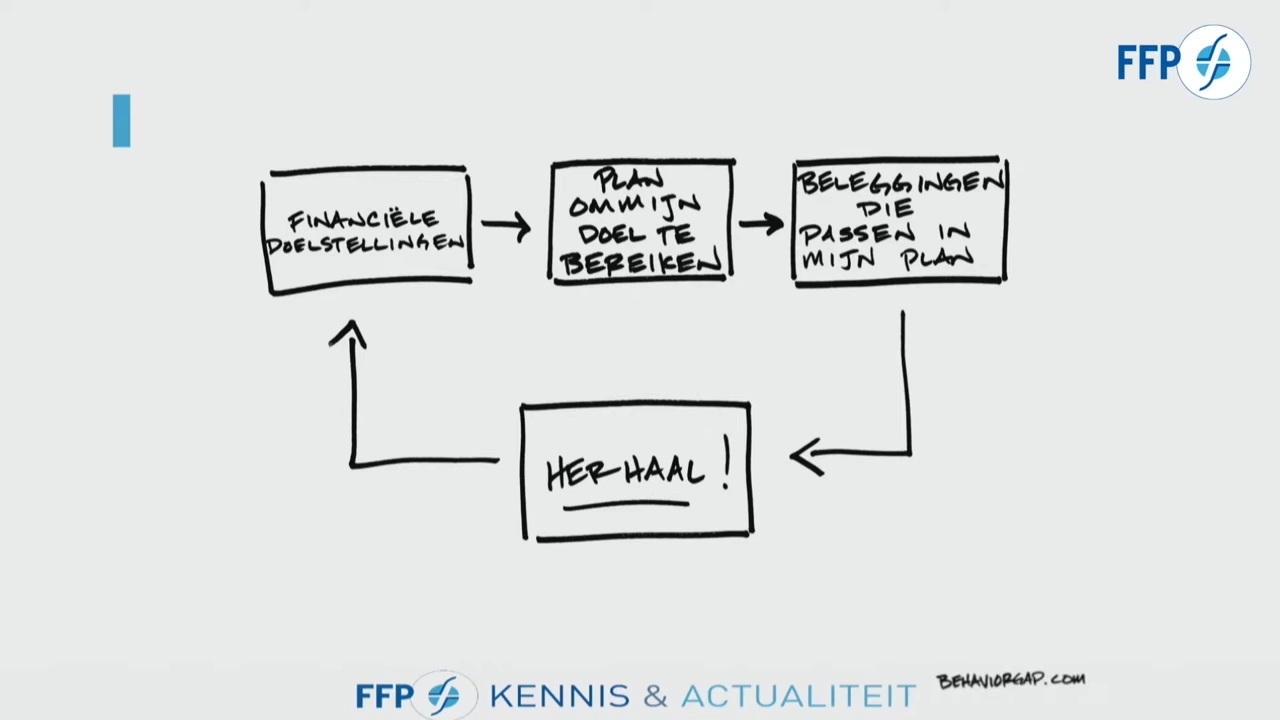 FFP
FINANCIËLE
DOELSTELLINGEN
PLAN
OM MIJN
DOEL TE
BEREIKEN
BELEGGINGEN
DIE
PASSEN IN
MIJN PLAN
HERHAAL!
FFP KENNIS & ACTUALITEIT
BEHAVIORGAP.COM